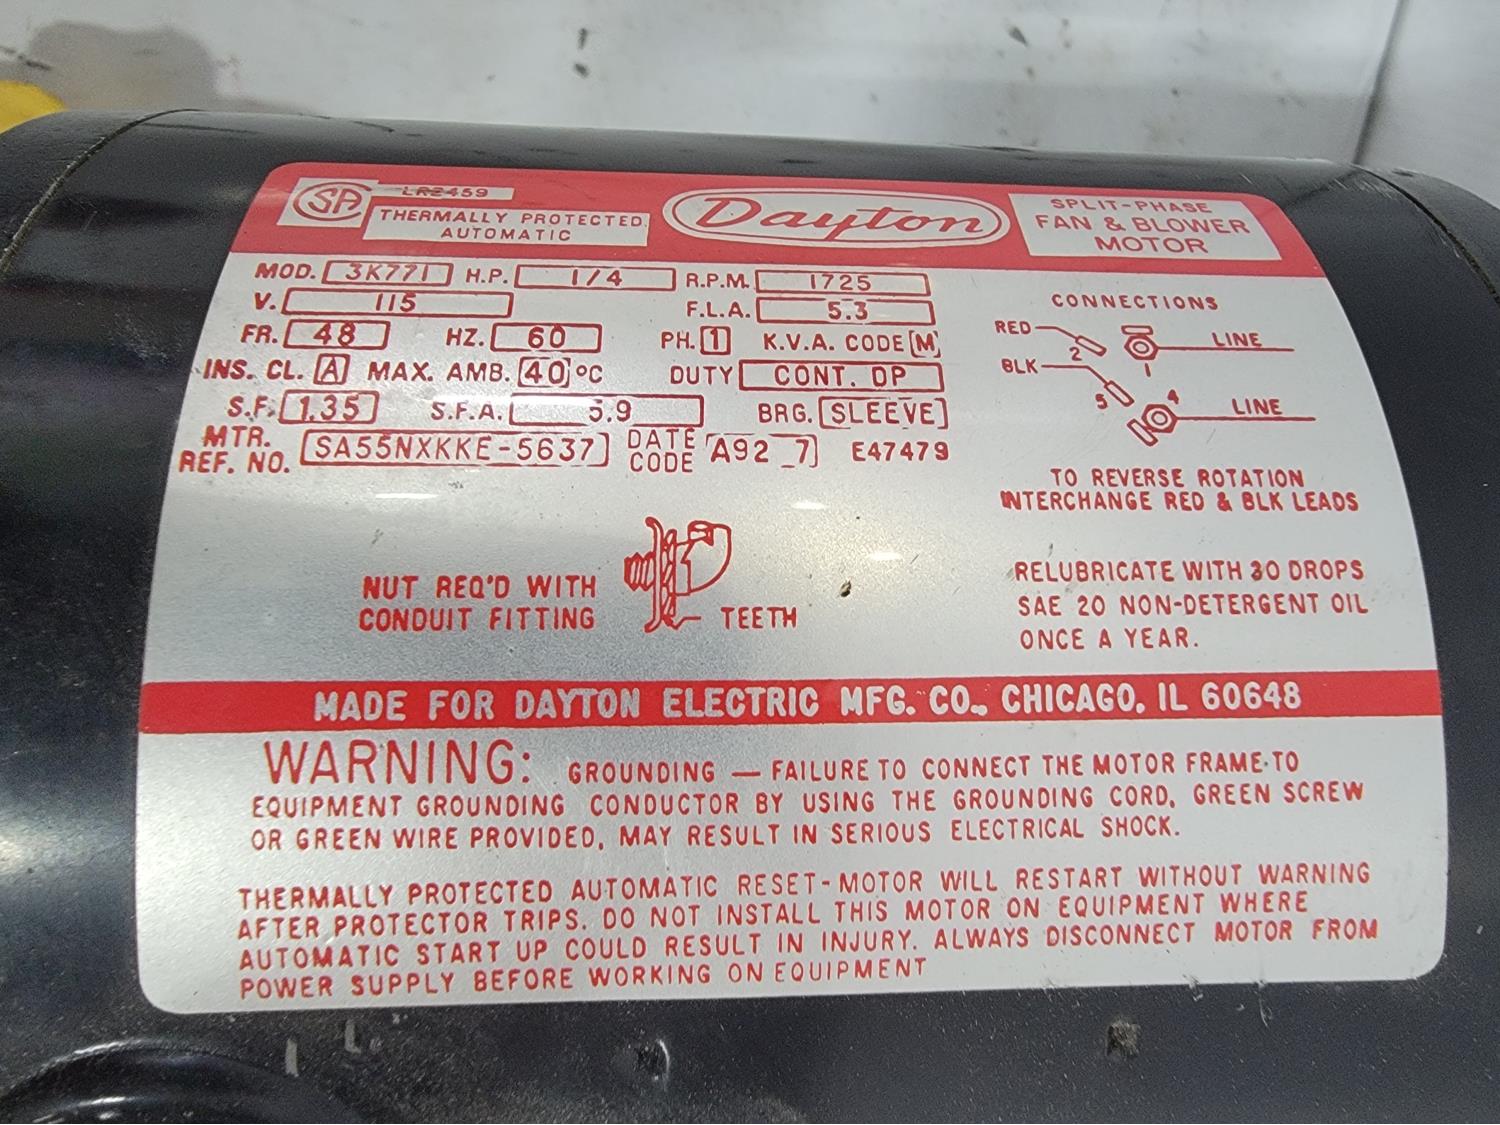 SA LR2459
THERMALLY PROTECTED
AUTOMATIC
Dayton
SPLIT-PHASE
FAN & BLOWER
MOTOR
MOD. 3K771 H.P. 1/4 R.P.M. 1725
V. 115 F.L.A. 5.3
FR. 48 HZ. 60 PH. 1 K.V.A. CODE M
INS. CL. A MAX. AMB. 40 °C DUTY CONT. DP
S.F. 1.35 S.F.A. 5.9 BRG. SLEEVE
MTR. REF. NO. SA55NXKKE-5637 DATE CODE A92 7 E47479
CONNECTIONS
RED 2 1 LINE
BLK 5 4 LINE
TO REVERSE ROTATION
INTERCHANGE RED & BLK LEADS
NUT REQ'D WITH
CONDUIT FITTING
TEETH
RELUBRICATE WITH 30 DROPS
SAE 20 NON-DETERGENT OIL
ONCE A YEAR.
MADE FOR DAYTON ELECTRIC MFG. CO., CHICAGO, IL 60648
WARNING: GROUNDING — FAILURE TO CONNECT THE MOTOR FRAME TO
EQUIPMENT GROUNDING CONDUCTOR BY USING THE GROUNDING CORD, GREEN SCREW
OR GREEN WIRE PROVIDED, MAY RESULT IN SERIOUS ELECTRICAL SHOCK.
THERMALLY PROTECTED AUTOMATIC RESET-MOTOR WILL RESTART WITHOUT WARNING
AFTER PROTECTOR TRIPS. DO NOT INSTALL THIS MOTOR ON EQUIPMENT WHERE
AUTOMATIC START UP COULD RESULT IN INJURY. ALWAYS DISCONNECT MOTOR FROM
POWER SUPPLY BEFORE WORKING ON EQUIPMENT